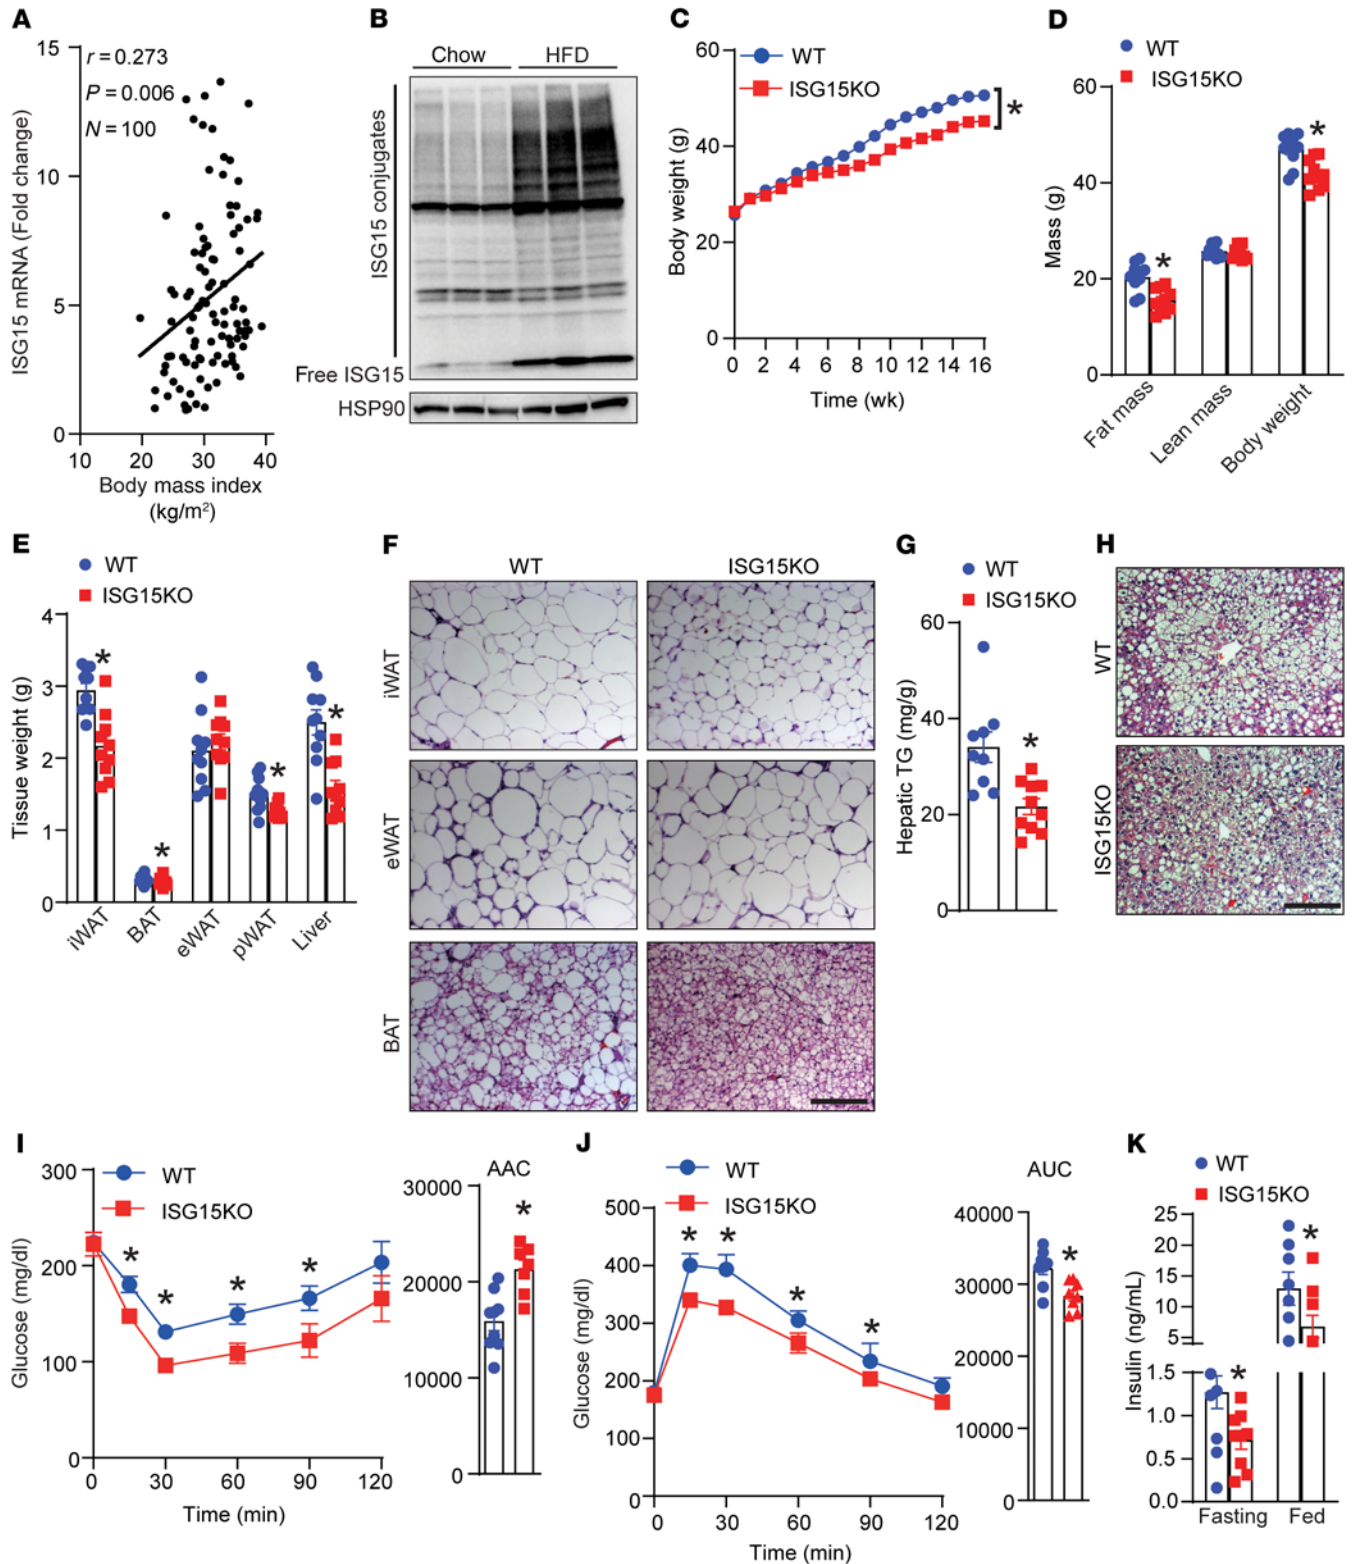 A
15
r = 0.273
P = 0.006
N = 100
10
5
0
10 20 30 40
ISG15 mRNA (Fold change)
Body mass index
(kg/m²)
B
Chow HFD
ISG15 conjugates
Free ISG15
HSP90
C
60
WT
ISG15KO
40
20
0
*
Body weight (g)
0 2 4 6 8 10 12 14 16
Time (wk)
D
WT
ISG15KO
60
40
20
0
Mass (g)
* *
Fat mass
Lean mass
Body weight
E
WT
ISG15KO
4
3
2
1
0
Tissue weight (g)
* * * *
iWAT
BAT
eWAT
pWAT
Liver
F
WT ISG15KO
iWAT
eWAT
BAT
G
WT
ISG15KO
60
40
20
0
*
Hepatic TG (mg/g)
H
WT
ISG15KO
I
300
200
100
0
WT
ISG15KO
* * * *
Glucose (mg/dl)
0 30 60 90 120
Time (min)
AAC
30000
20000
10000
0
*
J
WT
ISG15KO
500
400
300
200
100
0
* * * *
Glucose (mg/dl)
0 30 60 90 120
Time (min)
AUC
40000
30000
20000
10000
0
*
K
WT
ISG15KO
25
20
15
10
5
1.5
1.0
0.5
0.0
* *
Insulin (ng/mL)
Fasting Fed